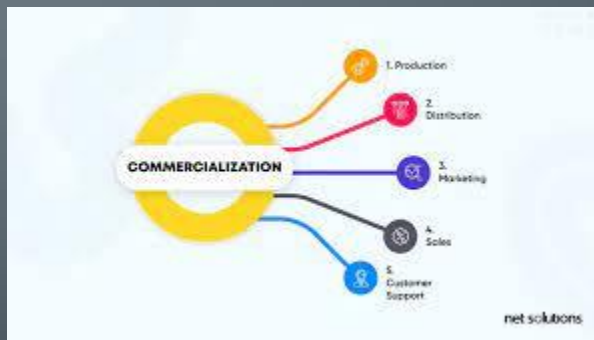 COMMERCIALIZATION
1. Production
2.
Distribution
3.
Marketing
4.
Sales
5.
Customer
Support
net solutions